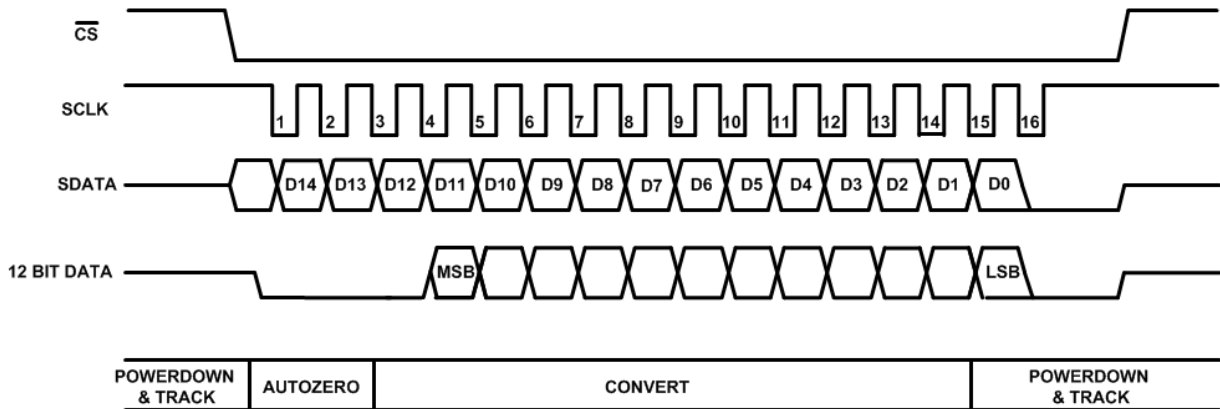 CS
SCLK
1 2 3 4 5 6 7 8 9 10 11 12 13 14 15 16
SDATA
D14 D13 D12 D11 D10 D9 D8 D7 D6 D5 D4 D3 D2 D1 D0
12 BIT DATA
MSB LSB
POWERDOWN
& TRACK
AUTOZERO
CONVERT
POWERDOWN
& TRACK